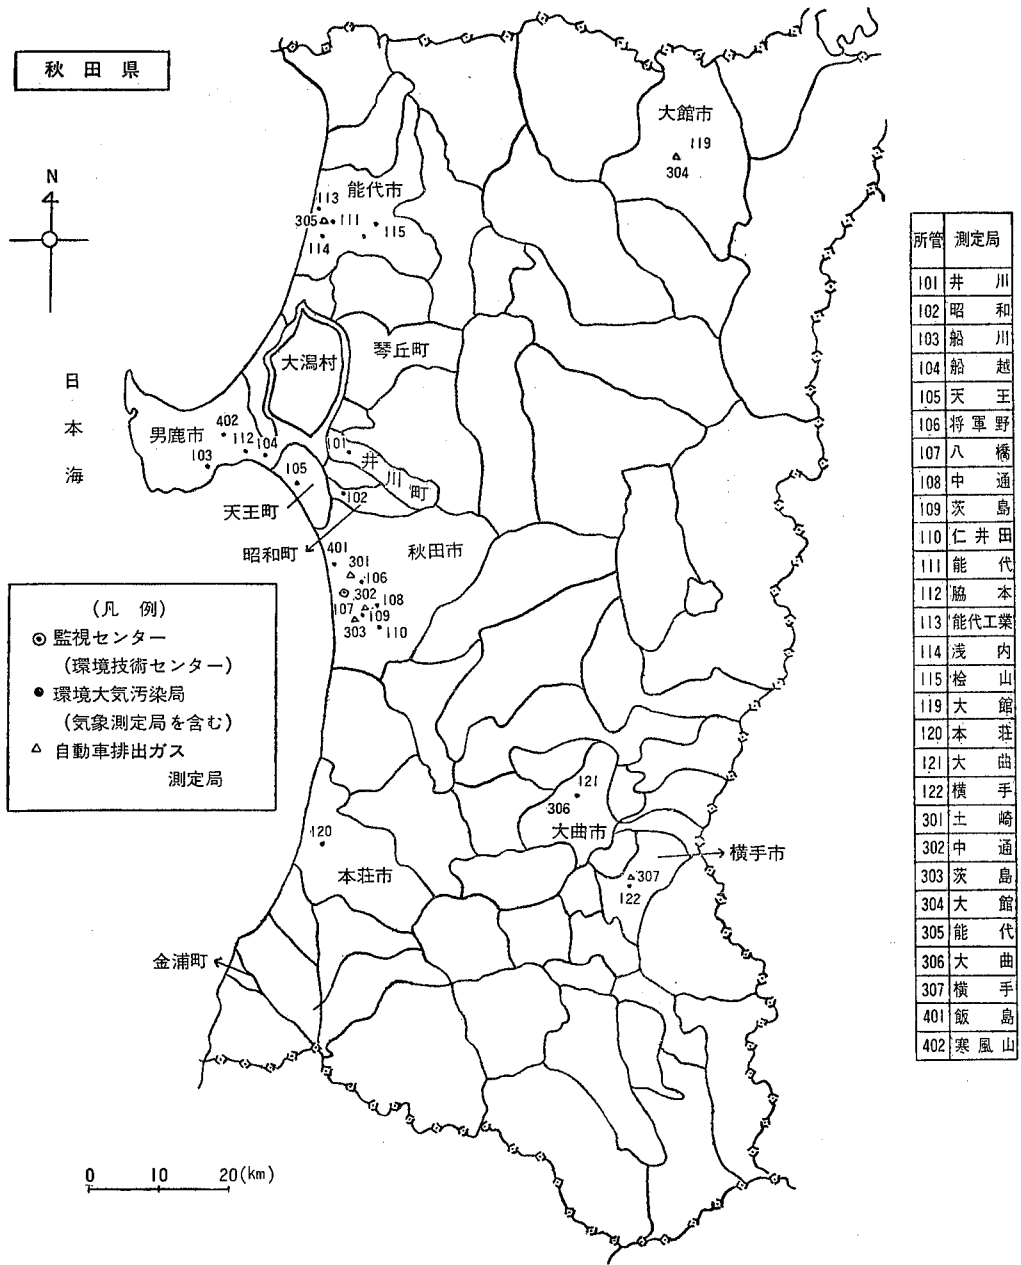 秋田県
N
日本海
大館市
119
304
能代市
113
305
111
115
114
大潟村
琴丘町
男鹿市
402
112
104
103
101
井川町
105
102
天王町
昭和町
秋田市
401
301
106
302
107
108
109
303
110
(凡 例)
監視センター
(環境技術センター)
環境大気汚染局
(気象測定局を含む)
自動車排出ガス
測定局
121
306
大曲市
120
本荘市
横手市
307
122
金浦町
0 10 20(km)
所管 測定局
101 井川
102 昭和
103 船川
104 船越
105 天王
106 将軍野
107 八橋
108 中通
109 茨島
110 仁井田
111 能代
112 脇本
113 能代工業
114 浅内
115 桧山
119 大館
120 本荘
121 大曲
122 横手
301 土崎
302 中通
303 茨島
304 大館
305 能代
306 大曲
307 横手
401 飯島
402 寒風山